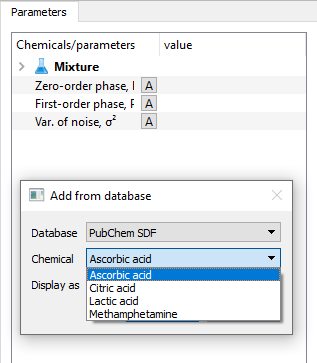 Parameters
Chemicals/parameters value
Mixture
Zero-order phase, A
First-order phase, A
Var. of noise, σ² A
Add from database
Database PubChem SDF
Chemical Ascorbic acid
Ascorbic acid
Display as
Citric acid
Lactic acid
Methamphetamine